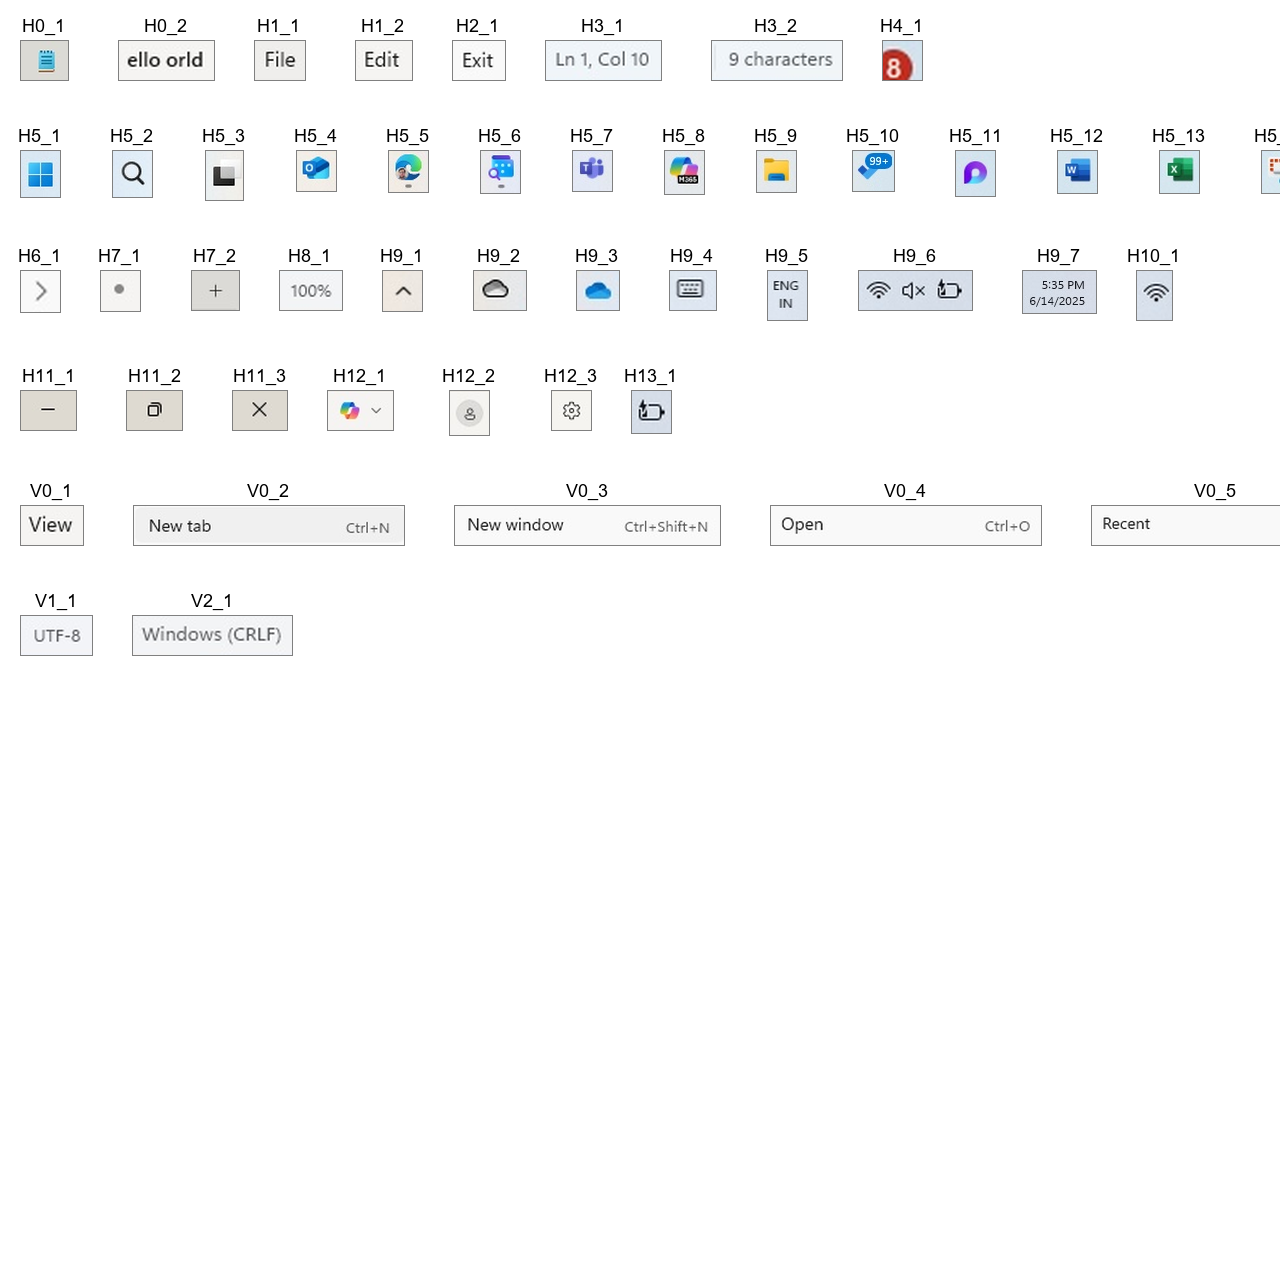 H0_1 H0_2 H1_1 H1_2 H2_1 H3_1 H3_2 H4_1
ello orld File Edit Exit Ln 1, Col 10 9 characters 8
H5_1 H5_2 H5_3 H5_4 H5_5 H5_6 H5_7 H5_8 H5_9 H5_10 H5_11 H5_12 H5_13 H5_
M365 99+ W X
H6_1 H7_1 H7_2 H8_1 H9_1 H9_2 H9_3 H9_4 H9_5 H9_6 H9_7 H10_1
100% ENG 5:35 PM
IN 6/14/2025
H11_1 H11_2 H11_3 H12_1 H12_2 H12_3 H13_1
V0_1 V0_2 V0_3 V0_4 V0_5
View New tab Ctrl+N New window Ctrl+Shift+N Open Ctrl+O Recent
V1_1 V2_1
UTF-8 Windows (CRLF)